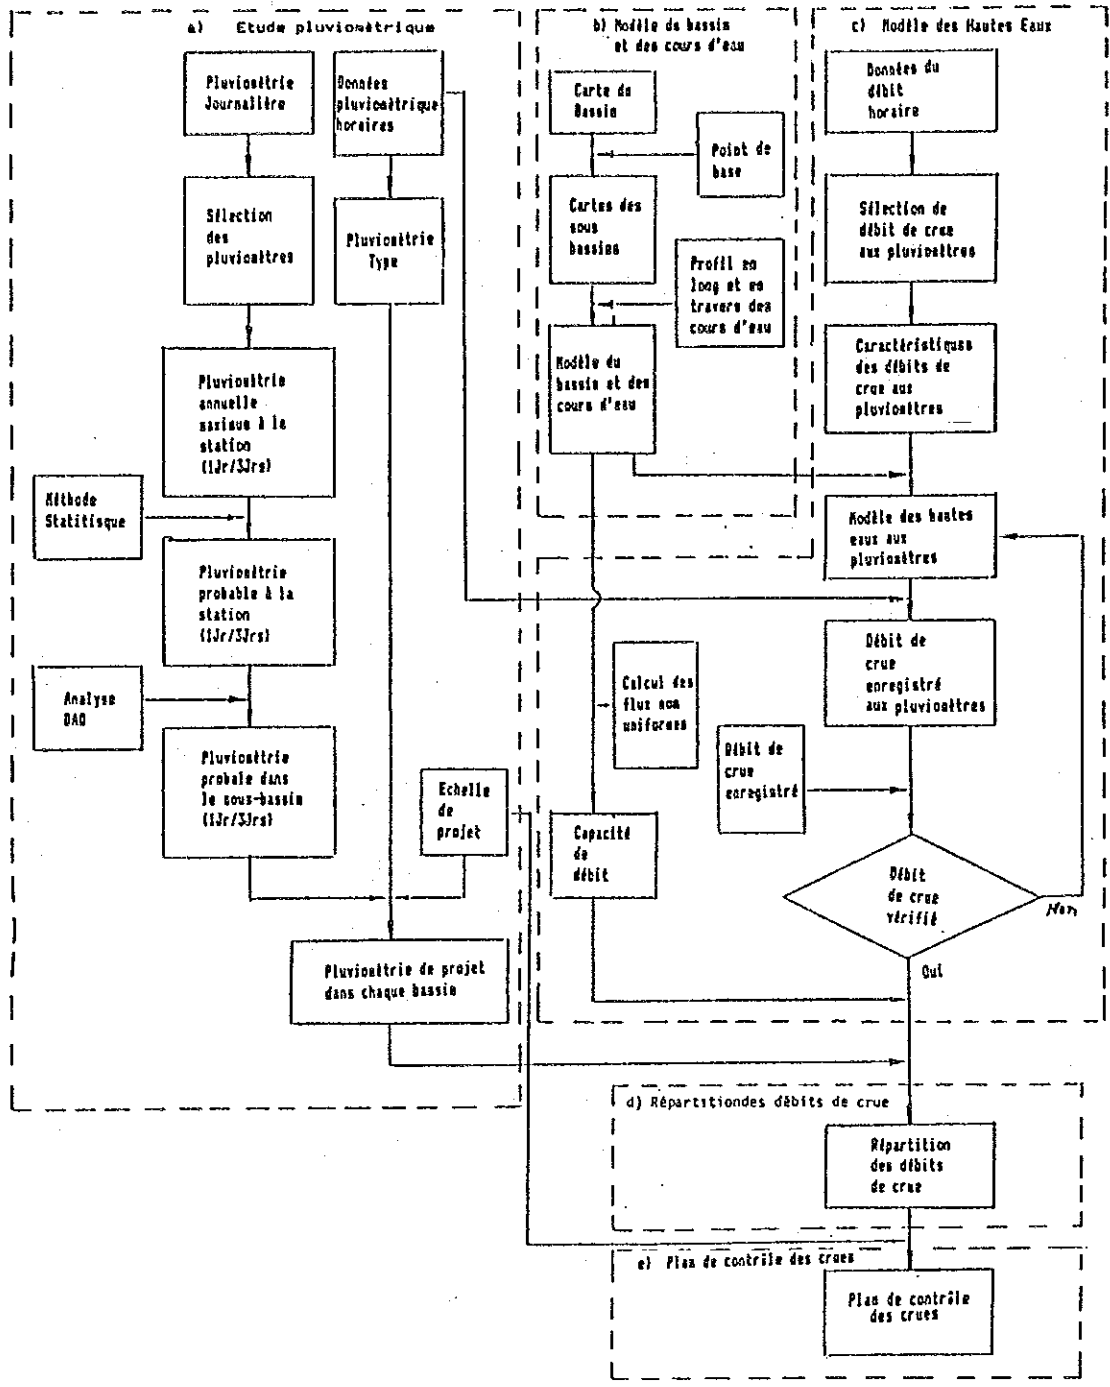 a) Etude pluviométrique
Pluviométrie
Journalière
Données
pluviométrique
horaires
Sélection
des
pluviomètres
Pluviométrie
Type
Pluviométrie
annuelle
maximum à la
station
(1Jr/3Jrs)
Méthode
Statitisque
Pluviométrie
probable à la
station
(1Jr/3Jrs)
Analyse
DAD
Pluviométrie
probale dans
le sous-bassin
(1Jr/3Jrs)
Echelle
de
projet
Pluviométrie de projet
dans chaque bassin
b) Modèle de bassin
et des cours d'eau
Carte du
Bassin
Point de
base
Cartes des
sous
bassins
Profil en
long et en
travers des
cours d'eau
Modèle du
bassin et des
cours d'eau
Calcul des
flux non
uniformes
Capacité
de
débit
c) Modèle des Hautes Eaux
Données du
débit
horaire
Sélection de
débit de crue
aux pluviomètres
Caractéristiques
des débits de
crue aux
pluviomètres
Modèle des hautes
eaux aux
pluviomètres
Débit de
crue
enregistré
aux pluviomètres
Débit de
crue
enregistré
Débit
de crue
vérifié
Non
Oui
d) Répartitiondes débits de crue
Répartition
des débits
de crue
e) Plan de contrôle des crues
Plan de contrôle
des crues